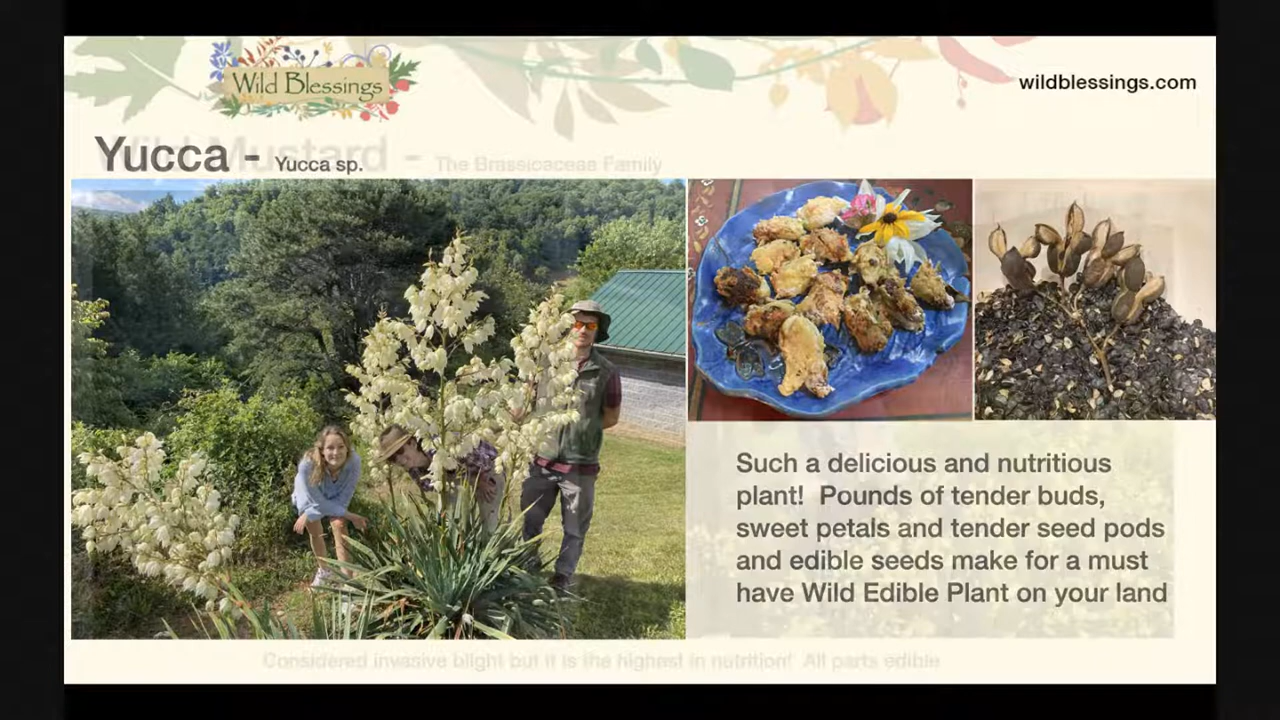 Wild Blessings
wildblessings.com
Yucca - Yucca sp.
Wild Mustard - The Brassicaceae Family
Such a delicious and nutritious
plant! Pounds of tender buds,
sweet petals and tender seed pods
and edible seeds make for a must
have Wild Edible Plant on your land
Considered invasive blight but it is the highest in nutrition! All parts edible